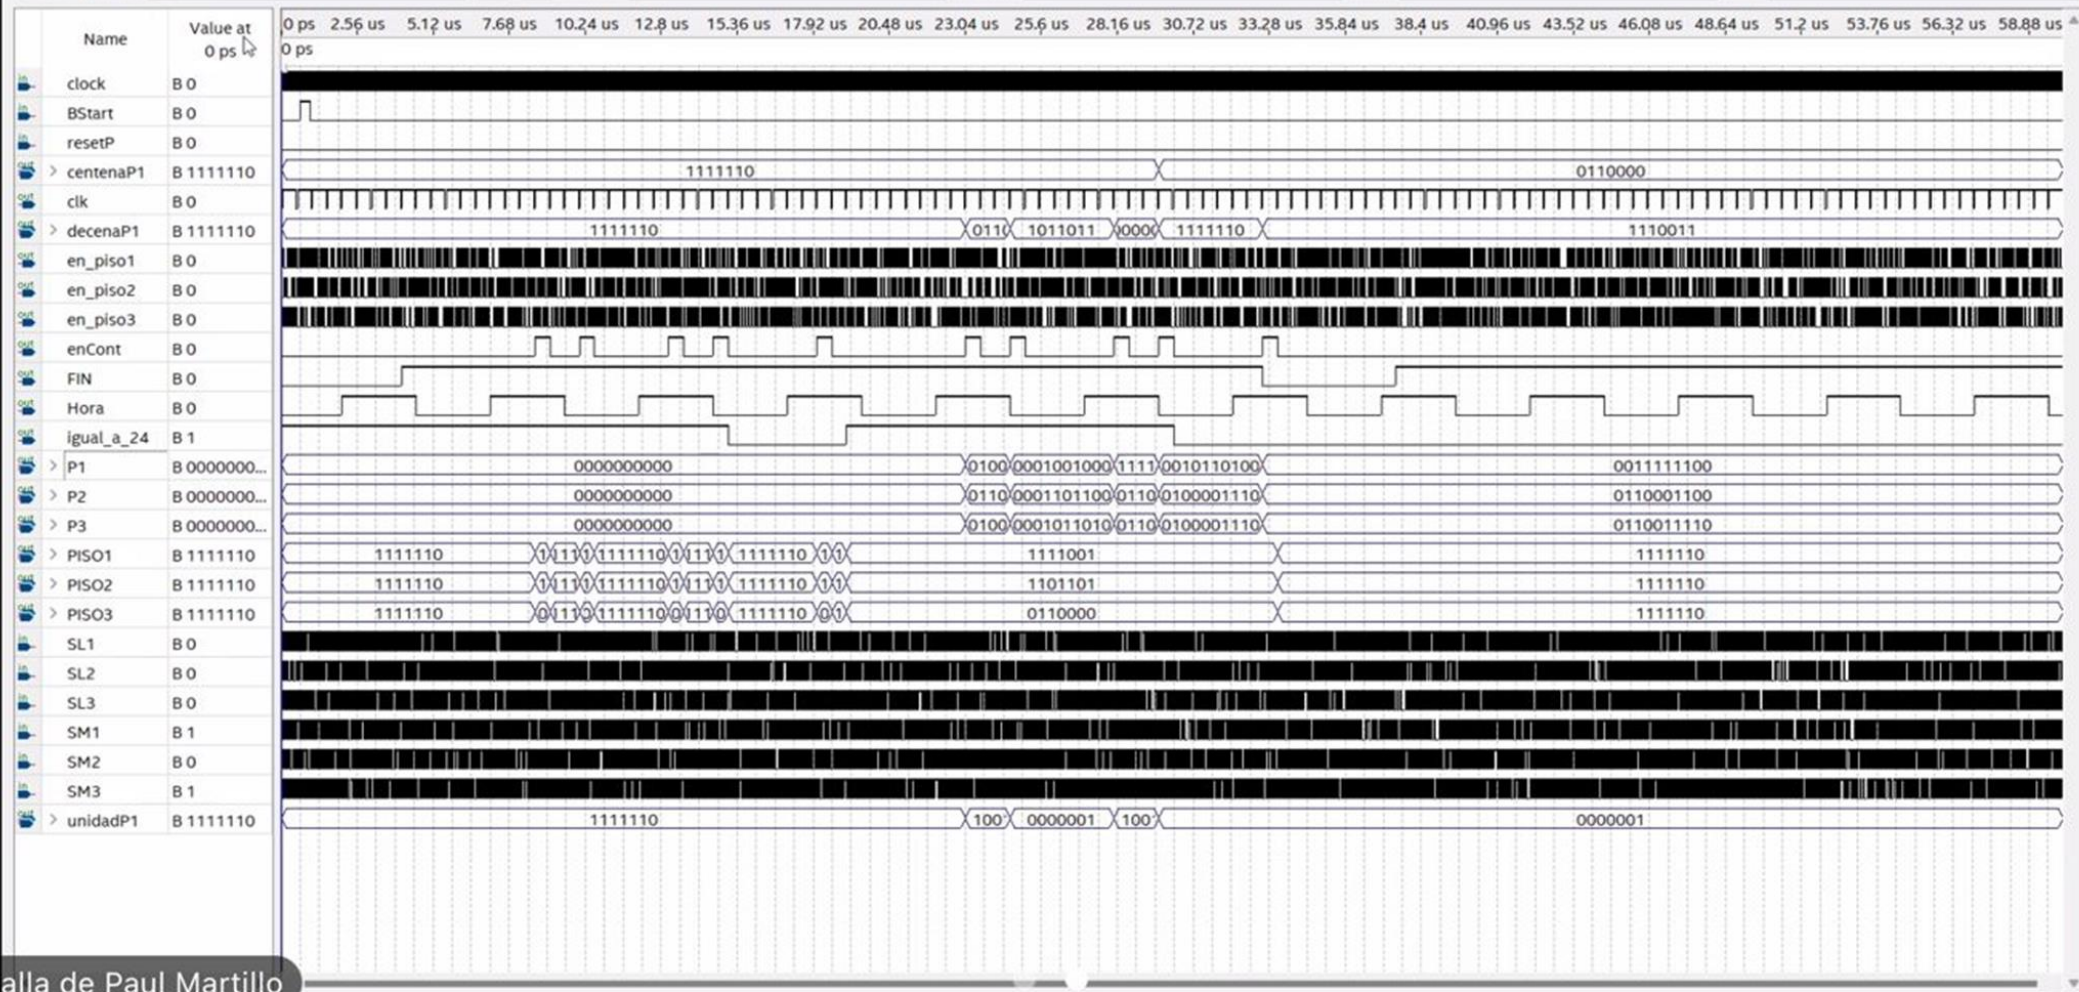 Name Value at 0 ps
0 ps 2.56 us 5.12 us 7.68 us 10.24 us 12.8 us 15.36 us 17.92 us 20.48 us 23.04 us 25.6 us 28.16 us 30.72 us 33.28 us 35.84 us 38.4 us 40.96 us 43.52 us 46.08 us 48.64 us 51.2 us 53.76 us 56.32 us 58.88 us
0 ps
clock B 0
BStart B 0
resetP B 0
centenaP1 B 1111110 1111110 0110000
clk B 0
decenaP1 B 1111110 1111110 1011011 1111110 1110011
en_piso1 B 0
en_piso2 B 0
en_piso3 B 0
enCont B 0
FIN B 0
Hora B 0
igual_a_24 B 1
P1 B 0000000... 0000000000 0100 0001001000 1111 0010110100 0011111100
P2 B 0000000... 0000000000 0110 0001101100 0110 0100001110 0110001100
P3 B 0000000... 0000000000 0100 0001011010 0110 0100001110 0110011110
PISO1 B 1111110 1111110 1111110 1111110 1111001 1111110
PISO2 B 1111110 1111110 1111110 1111110 1101101 1111110
PISO3 B 1111110 1111110 1111110 1111110 0110000 1111110
SL1 B 0
SL2 B 0
SL3 B 0
SM1 B 1
SM2 B 0
SM3 B 1
unidadP1 B 1111110 1111110 100 0000001 100 0000001
alla de Paul Martillo